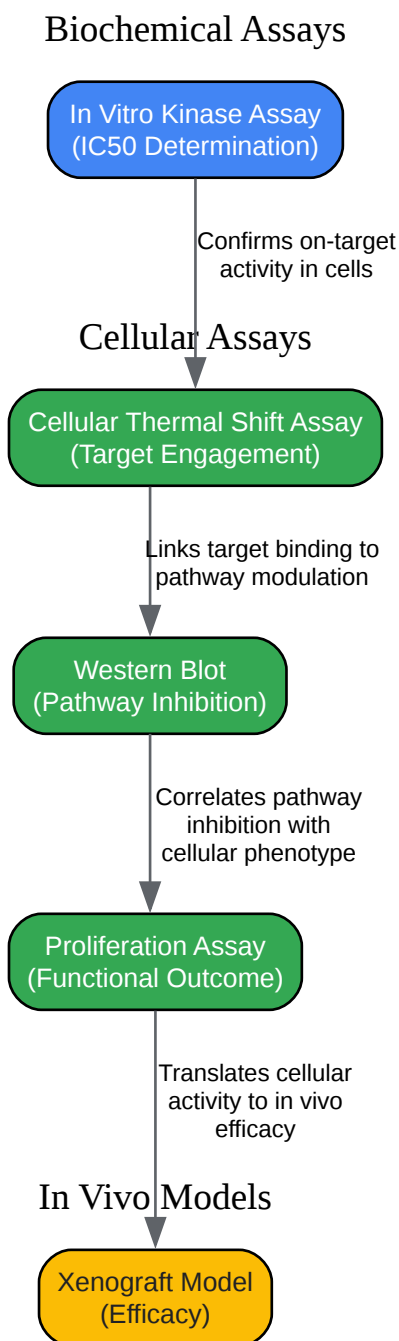 Biochemical Assays
In Vitro Kinase Assay
(IC50 Determination)
Confirms on-target
activity in cells
Cellular Assays
Cellular Thermal Shift Assay
(Target Engagement)
Links target binding to
pathway modulation
Western Blot
(Pathway Inhibition)
Correlates pathway
inhibition with
cellular phenotype
Proliferation Assay
(Functional Outcome)
Translates cellular
activity to in vivo
efficacy
In Vivo Models
Xenograft Model
(Efficacy)